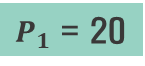 P₁ = 20